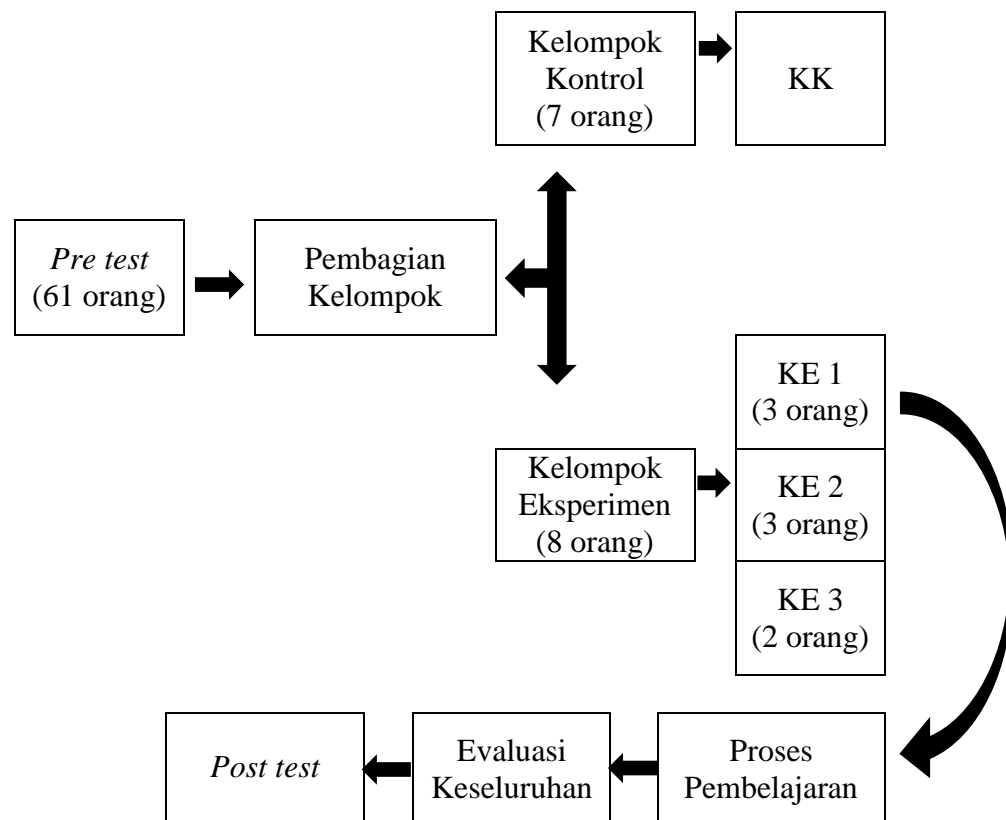 Kelompok
Kontrol
(7 orang)
KK
Pre test
(61 orang)
Pembagian
Kelompok
KE 1
(3 orang)
Kelompok
Eksperimen
(8 orang)
KE 2
(3 orang)
KE 3
(2 orang)
Post test
Evaluasi
Keseluruhan
Proses
Pembelajaran